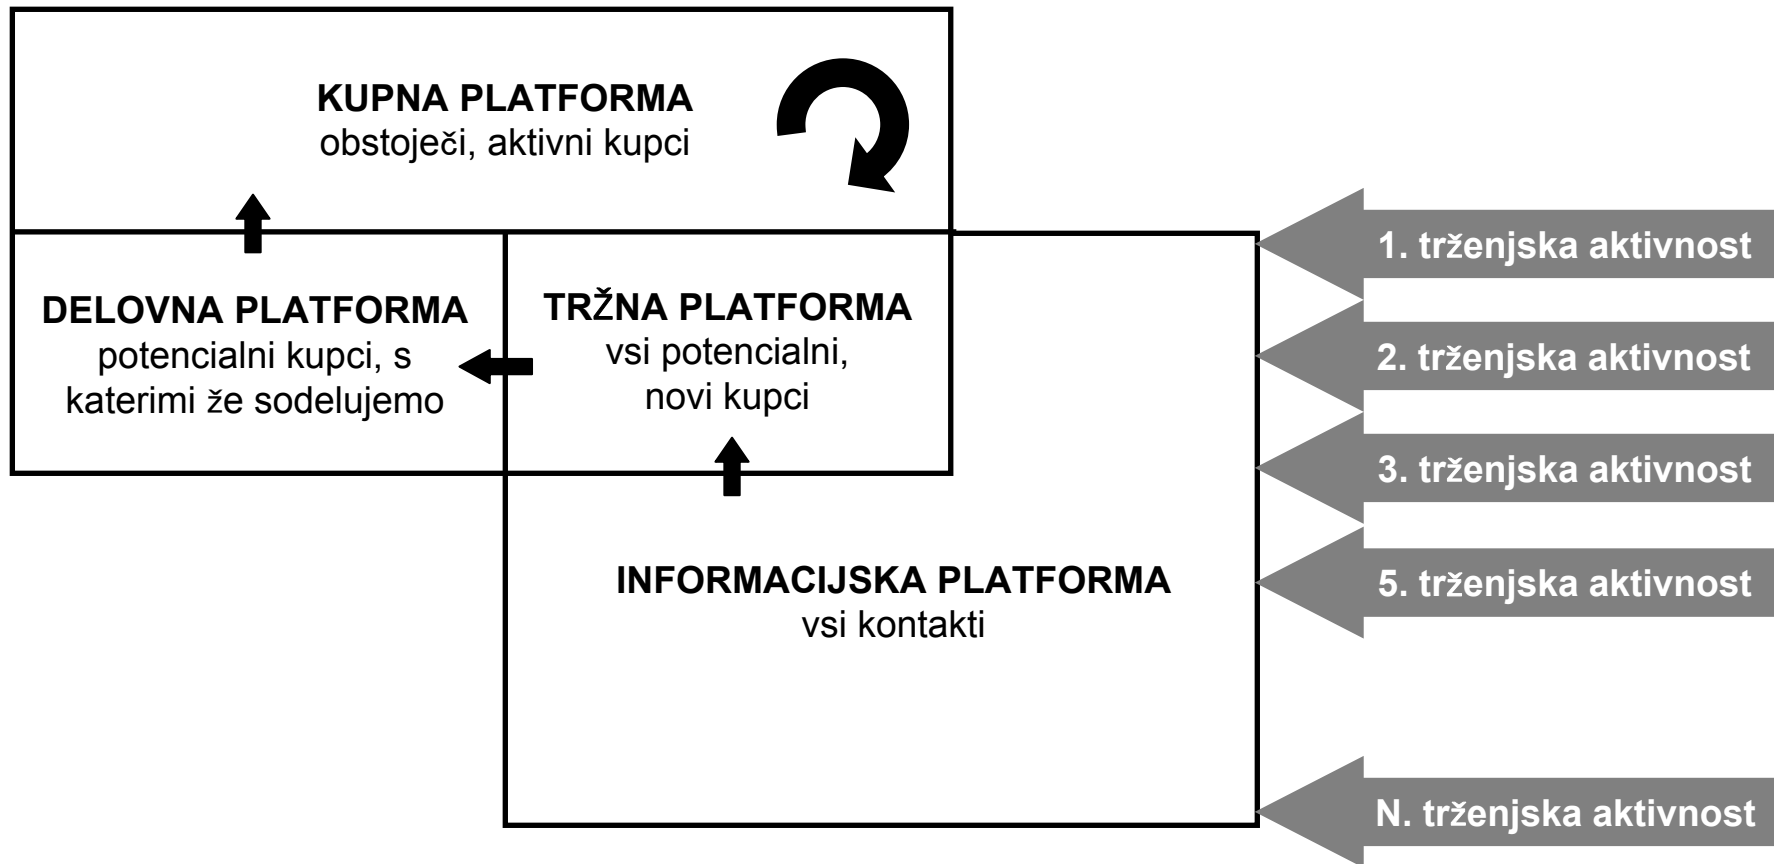 KUPNA PLATFORMA
obstoječi, aktivni kupci
DELOVNA PLATFORMA
potencialni kupci, s
katerimi že sodelujemo
TRŽNA PLATFORMA
vsi potencialni,
novi kupci
INFORMACIJSKA PLATFORMA
vsi kontakti
1. trženjska aktivnost
2. trženjska aktivnost
3. trženjska aktivnost
5. trženjska aktivnost
N. trženjska aktivnost